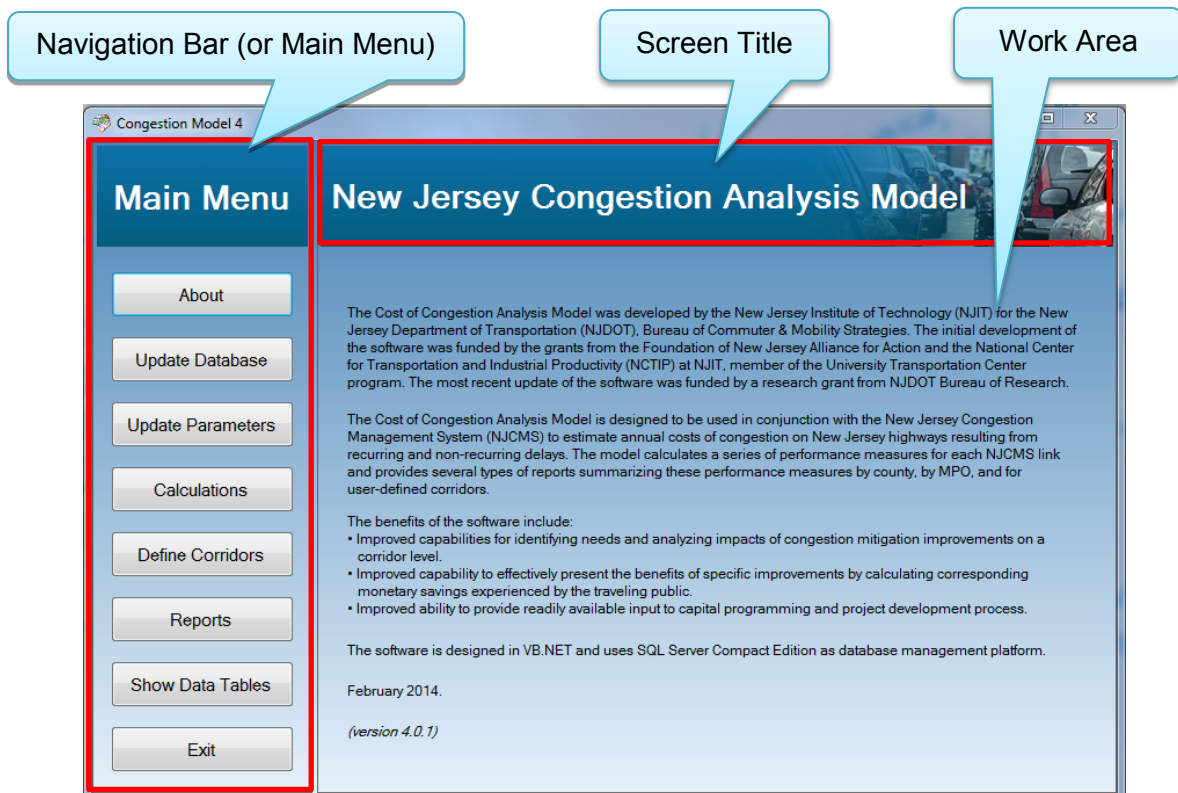 Navigation Bar (or Main Menu)
Screen Title
Work Area
Congestion Model 4
Main Menu
New Jersey Congestion Analysis Model
About
Update Database
Update Parameters
Calculations
Define Corridors
Reports
Show Data Tables
Exit
The Cost of Congestion Analysis Model was developed by the New Jersey Institute of Technology (NJIT) for the New
Jersey Department of Transportation (NJDOT), Bureau of Commuter & Mobility Strategies. The initial development of
the software was funded by the grants from the Foundation of New Jersey Alliance for Action and the National Center
for Transportation and Industrial Productivity (NCTIP) at NJIT, member of the University Transportation Center
program. The most recent update of the software was funded by a research grant from NJDOT Bureau of Research.
The Cost of Congestion Analysis Model is designed to be used in conjunction with the New Jersey Congestion
Management System (NJCMS) to estimate annual costs of congestion on New Jersey highways resulting from
recurring and non-recurring delays. The model calculates a series of performance measures for each NJCMS link
and provides several types of reports summarizing these performance measures by county, by MPO, and for
user-defined corridors.
The benefits of the software include:
• Improved capabilities for identifying needs and analyzing impacts of congestion mitigation improvements on a
corridor level.
• Improved capability to effectively present the benefits of specific improvements by calculating corresponding
monetary savings experienced by the traveling public.
• Improved ability to provide readily available input to capital programming and project development process.
The software is designed in VB.NET and uses SQL Server Compact Edition as database management platform.
February 2014.
(version 4.0.1)